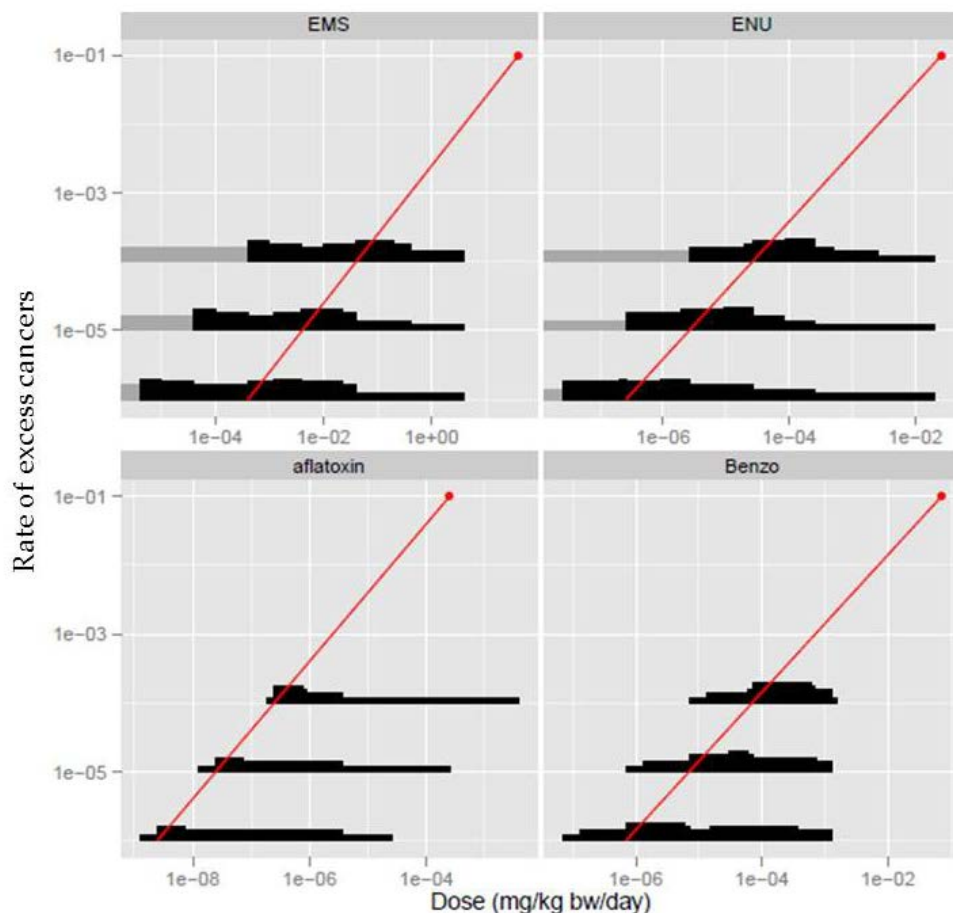 EMS ENU
1e−01
1e−03
1e−05
1e−04 1e−02 1e+00 1e−06 1e−04 1e−02
aflatoxin Benzo
1e−01
1e−03
1e−05
1e−08 1e−06 1e−04 1e−06 1e−04 1e−02
Dose (mg/kg bw/day)
Rate of excess cancers